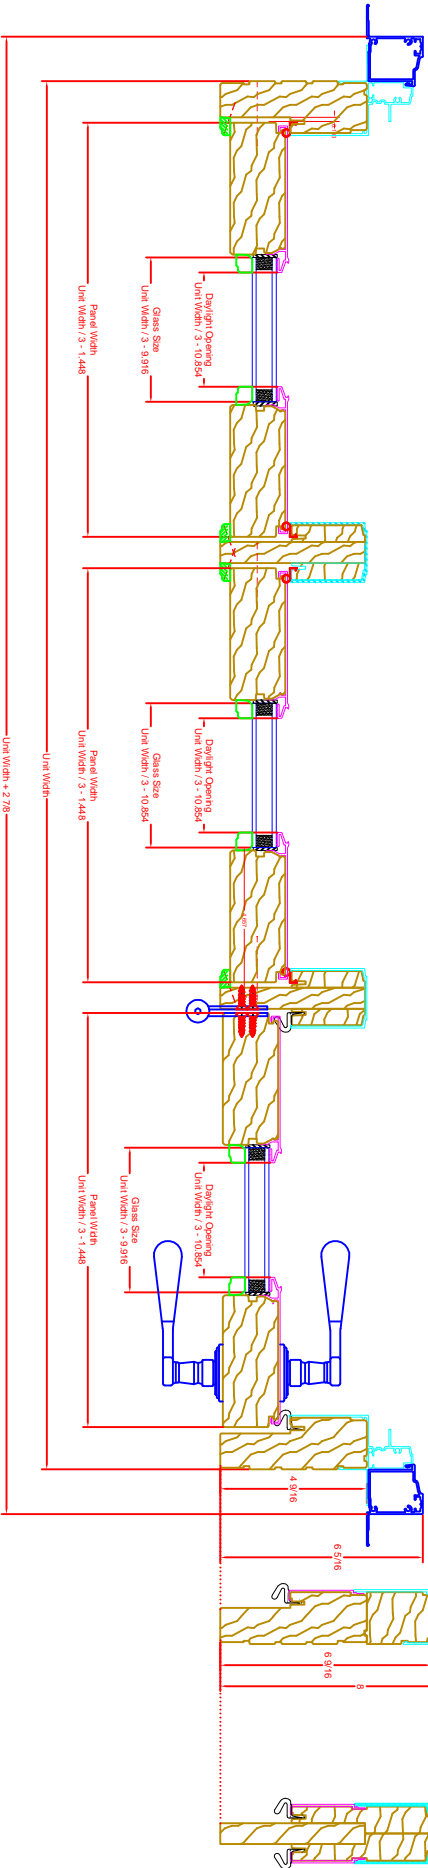 Daylight Opening
Unit Width / 3 - 10.854
Glass Size
Unit Width / 3 - 9.916
Panel Width
Unit Width / 3 - 1.448
Daylight Opening
Unit Width / 3 - 10.854
Glass Size
Unit Width / 3 - 10.854
Panel Width
Unit Width / 3 - 1.448
Unit Width
Unit Width + 2 7/8
Daylight Opening
Unit Width / 3 - 10.854
Glass Size
Unit Width / 3 - 9.916
Panel Width
Unit Width / 3 - 1.448
4 9/16
6 5/16
6 9/16
8